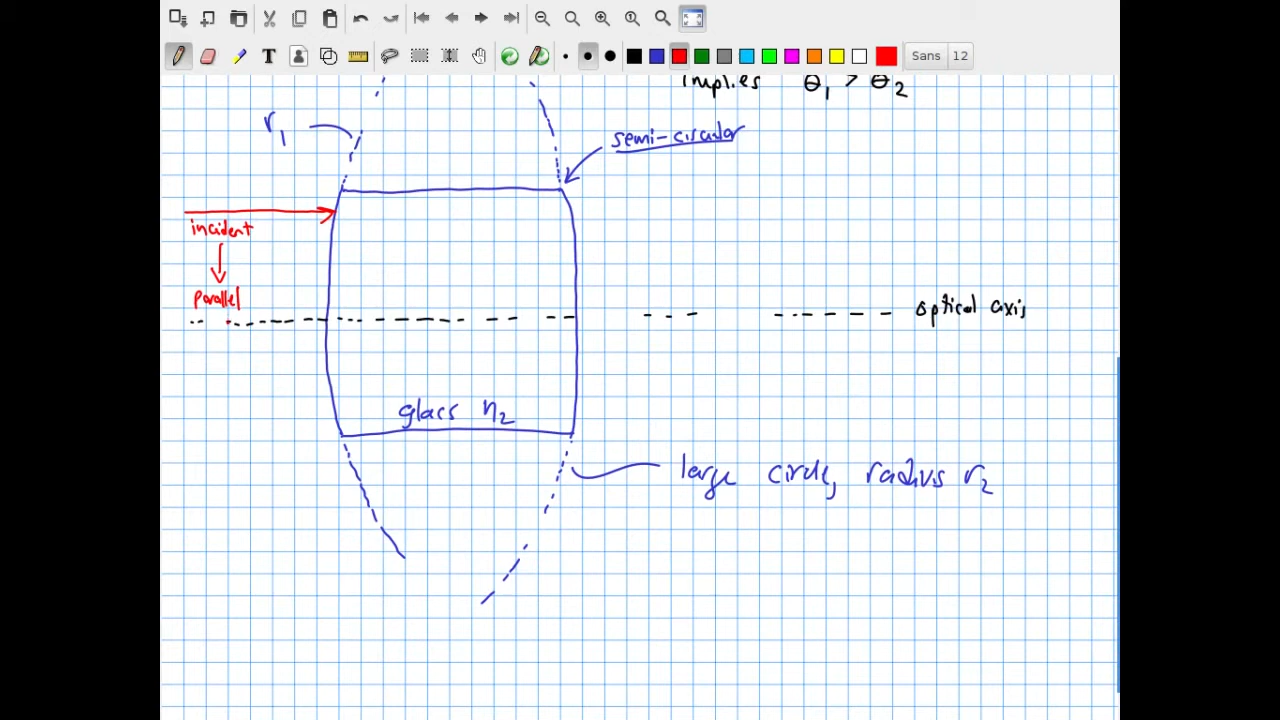 Sans 12
implies θ₁ > θ₂
r₁
semi-circular
incident
parallel
optical axis
glass n₂
large circle, radius r₂